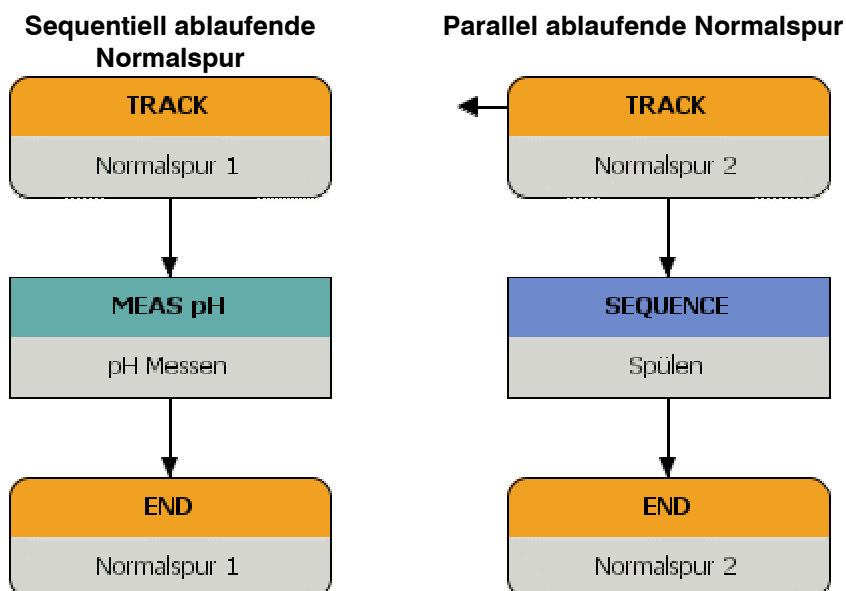 Sequentiell ablaufende
Normalspur
TRACK
Normalspur 1
MEAS pH
pH Messen
END
Normalspur 1
Parallel ablaufende Normalspur
TRACK
Normalspur 2
SEQUENCE
Spülen
END
Normalspur 2